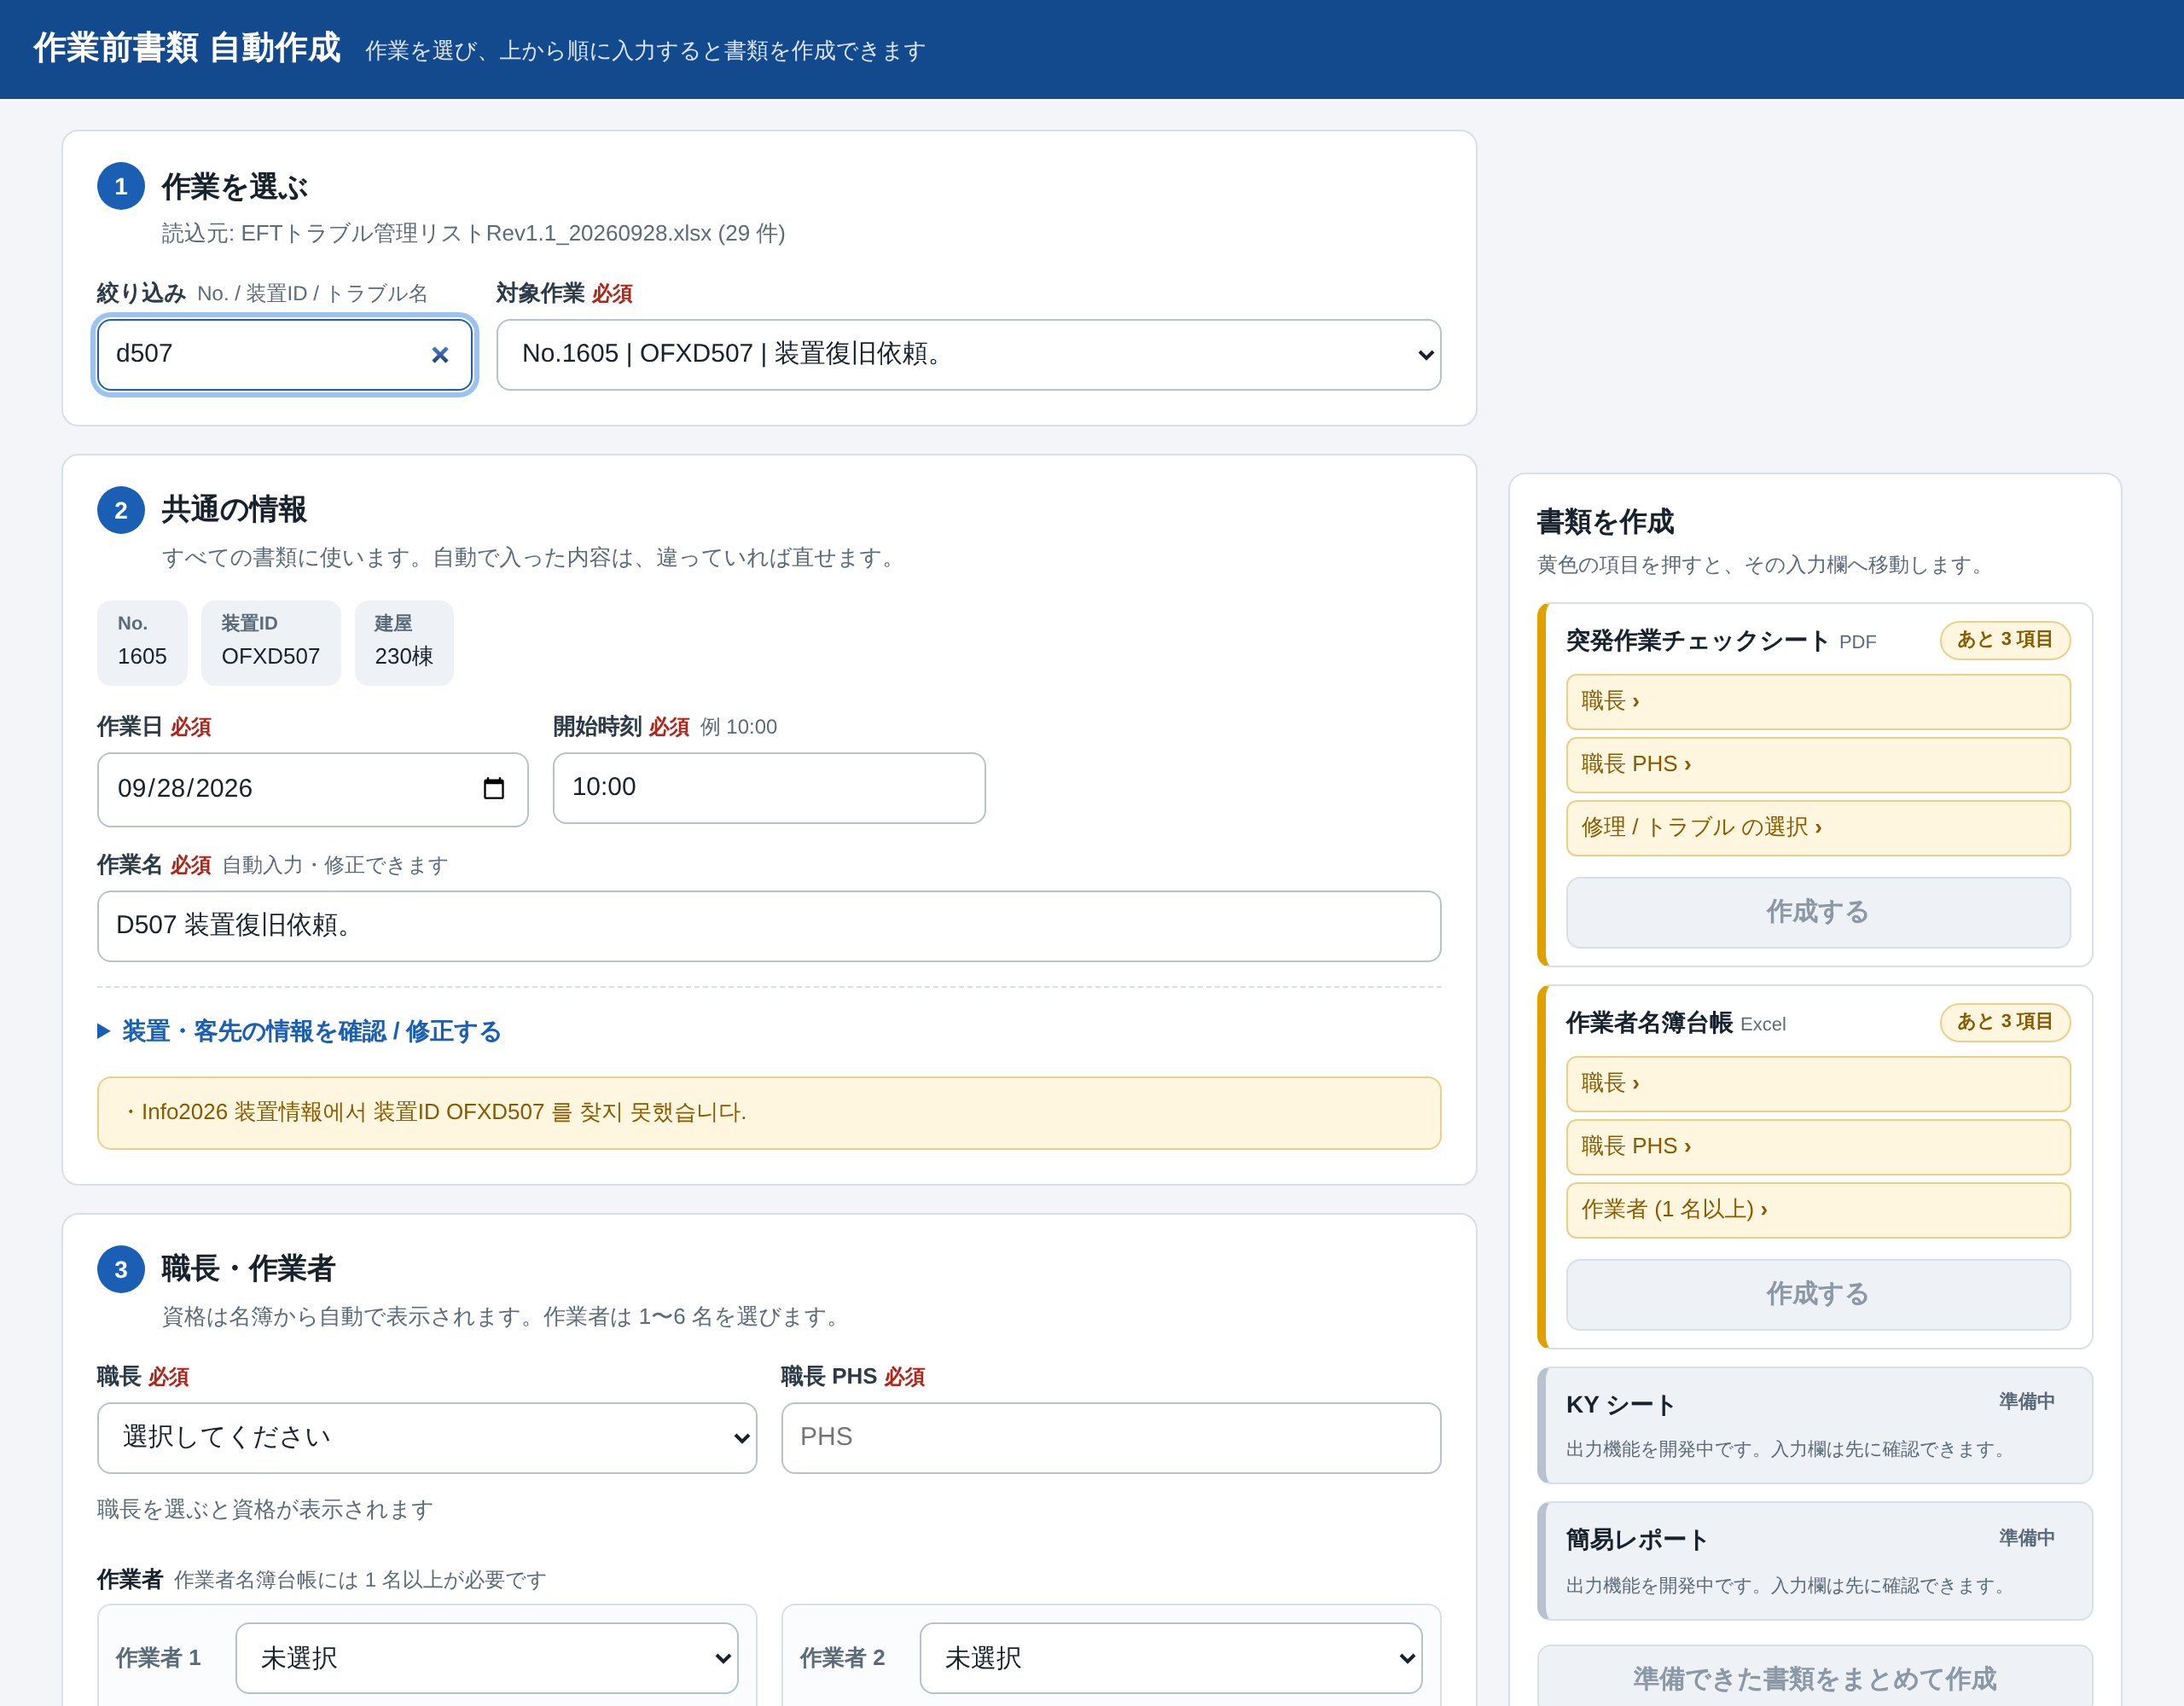 作業前書類 自動作成 作業を選び、上から順に入力すると書類を作成できます
1 作業を選ぶ
読込元: EFTトラブル管理リストRev1.1_20260928.xlsx (29 件)
絞り込み No. / 装置ID / トラブル名
対象作業 必須
d507
No.1605 | OFXD507 | 装置復旧依頼。
2 共通の情報
すべての書類に使います。自動で入った内容は、違っていれば直せます。
No.
1605
装置ID
OFXD507
建屋
230棟
作業日 必須
開始時刻 必須 例 10:00
09/28/2026
10:00
作業名 必須 自動入力・修正できます
D507 装置復旧依頼。
▶ 装置・客先の情報を確認 / 修正する
・Info2026 装置情報에서 装置ID OFXD507 를 찾지 못했습니다.
3 職長・作業者
資格は名簿から自動で表示されます。作業者は 1〜6 名を選びます。
職長 必須
職長 PHS 必須
選択してください
PHS
職長を選ぶと資格が表示されます
作業者 作業者名簿台帳には 1 名以上が必要です
作業者 1 未選択
作業者 2 未選択
書類を作成
黄色の項目を押すと、その入力欄へ移動します。
突発作業チェックシート PDF あと 3 項目
職長 ›
職長 PHS ›
修理 / トラブル の選択 ›
作成する
作業者名簿台帳 Excel あと 3 項目
職長 ›
職長 PHS ›
作業者 (1 名以上) ›
作成する
KY シート 準備中
出力機能を開発中です。入力欄は先に確認できます。
簡易レポート 準備中
出力機能を開発中です。入力欄は先に確認できます。
準備できた書類をまとめて作成